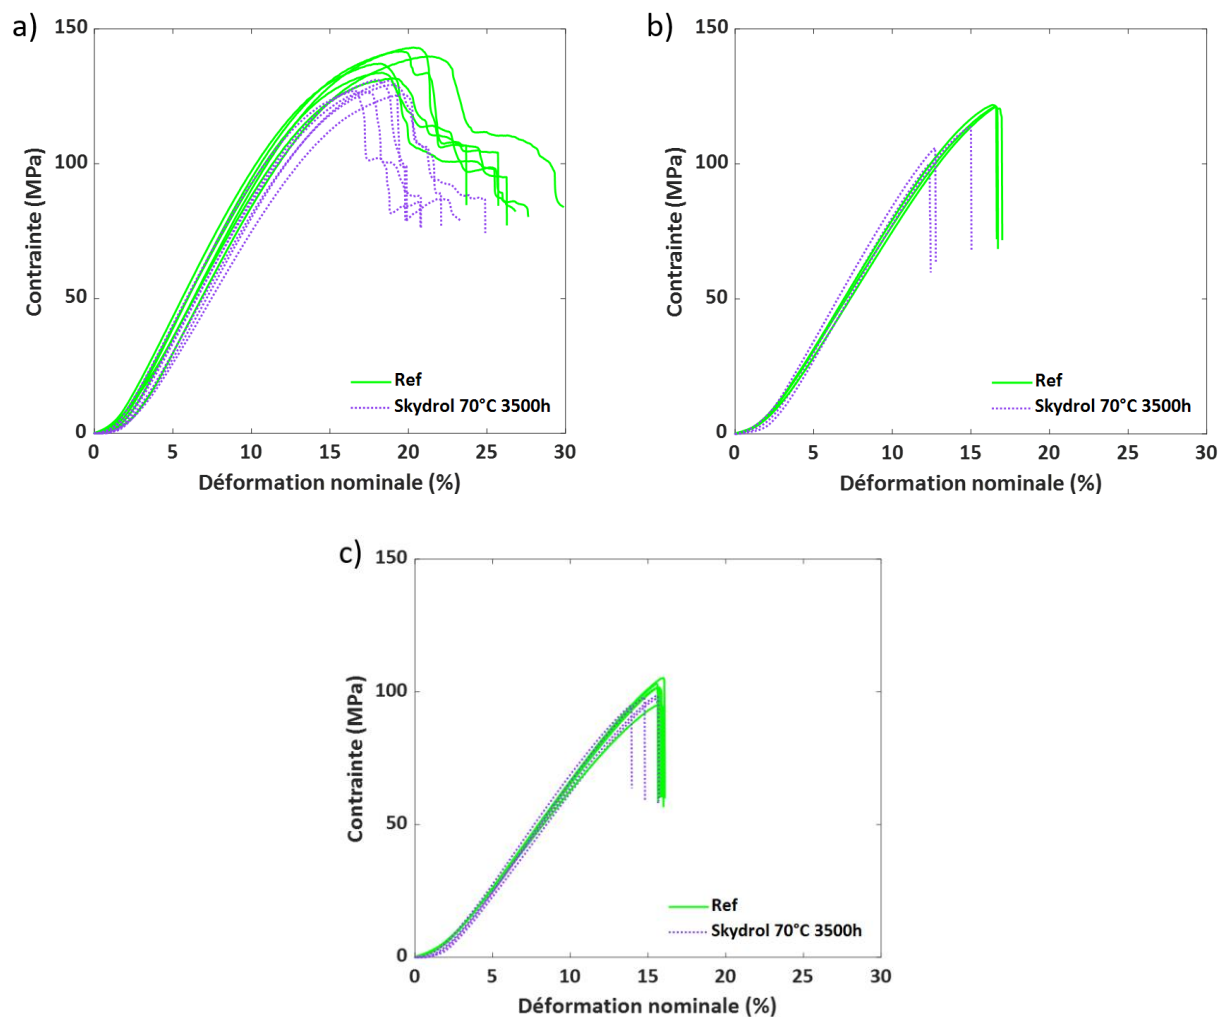 a)
150
100
50
0
Contrainte (MPa)
Ref
Skydrol 70°C 3500h
0 5 10 15 20 25 30
Déformation nominale (%)
b)
150
100
50
0
Contrainte (MPa)
Ref
Skydrol 70°C 3500h
0 5 10 15 20 25 30
Déformation nominale (%)
c)
150
100
50
0
Contrainte (MPa)
Ref
Skydrol 70°C 3500h
0 5 10 15 20 25 30
Déformation nominale (%)